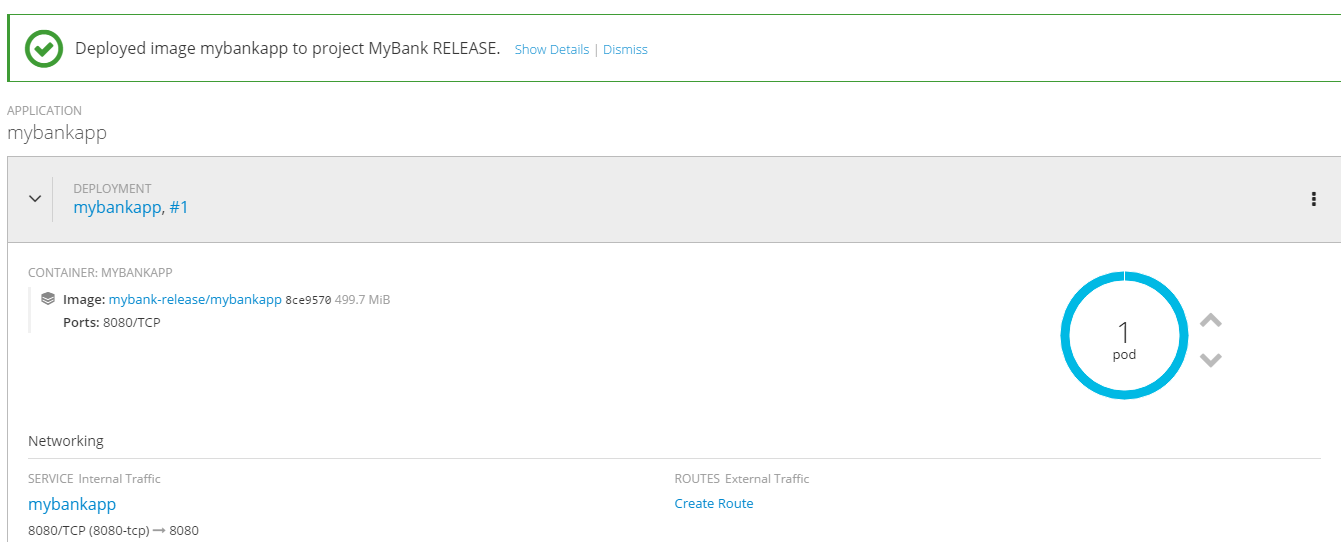 Deployed image mybankapp to project MyBank RELEASE. Show Details | Dismiss
APPLICATION
mybankapp
DEPLOYMENT
mybankapp, #1
CONTAINER: MYBANKAPP
Image: mybank-release/mybankapp 8ce9570 499.7 MiB
Ports: 8080/TCP
1
pod
Networking
SERVICE Internal Traffic
mybankapp
8080/TCP (8080-tcp) → 8080
ROUTES External Traffic
Create Route